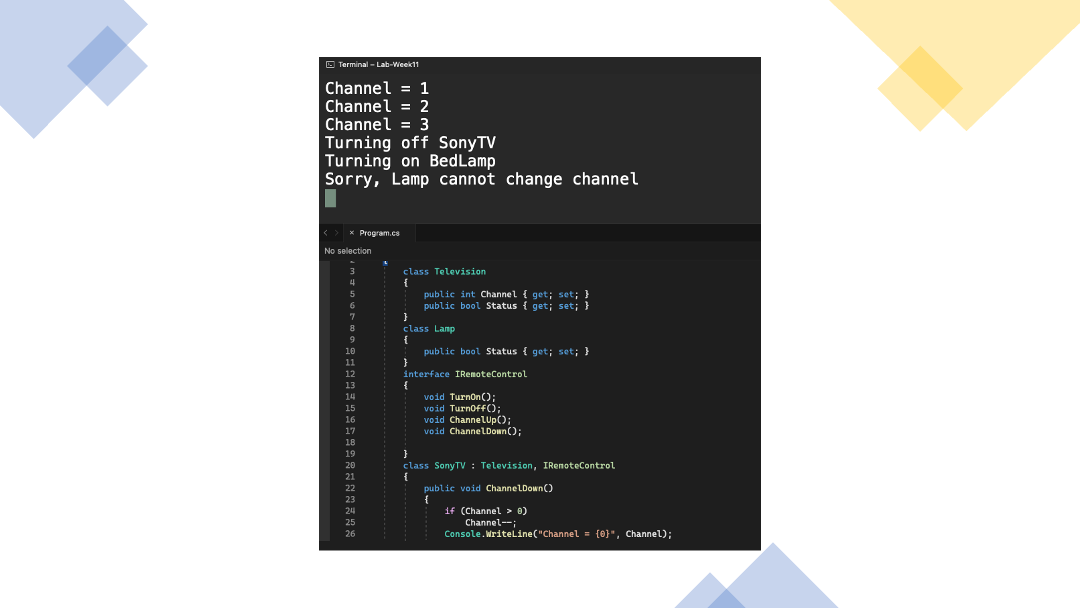 Terminal – Lab-Week11
Channel = 1
Channel = 2
Channel = 3
Turning off SonyTV
Turning on BedLamp
Sorry, Lamp cannot change channel
Program.cs
No selection
3 class Television
4 {
5 public int Channel { get; set; }
6 public bool Status { get; set; }
7 }
8 class Lamp
9 {
10 public bool Status { get; set; }
11 }
12 interface IRemoteControl
13 {
14 void TurnOn();
15 void TurnOff();
16 void ChannelUp();
17 void ChannelDown();
18
19 }
20 class SonyTV : Television, IRemoteControl
21 {
22 public void ChannelDown()
23 {
24 if (Channel > 0)
25 Channel--;
26 Console.WriteLine("Channel = {0}", Channel);